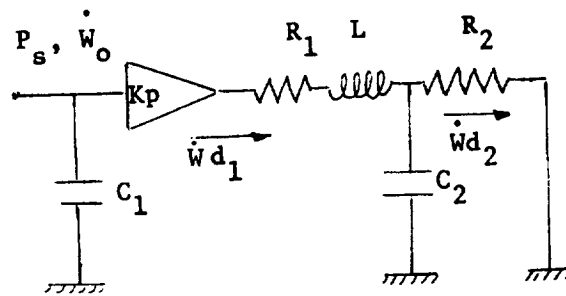 P_s, Ẇ_o
R_1
L
R_2
Kp
Ẇd_1
Ẇd_2
C_1
C_2